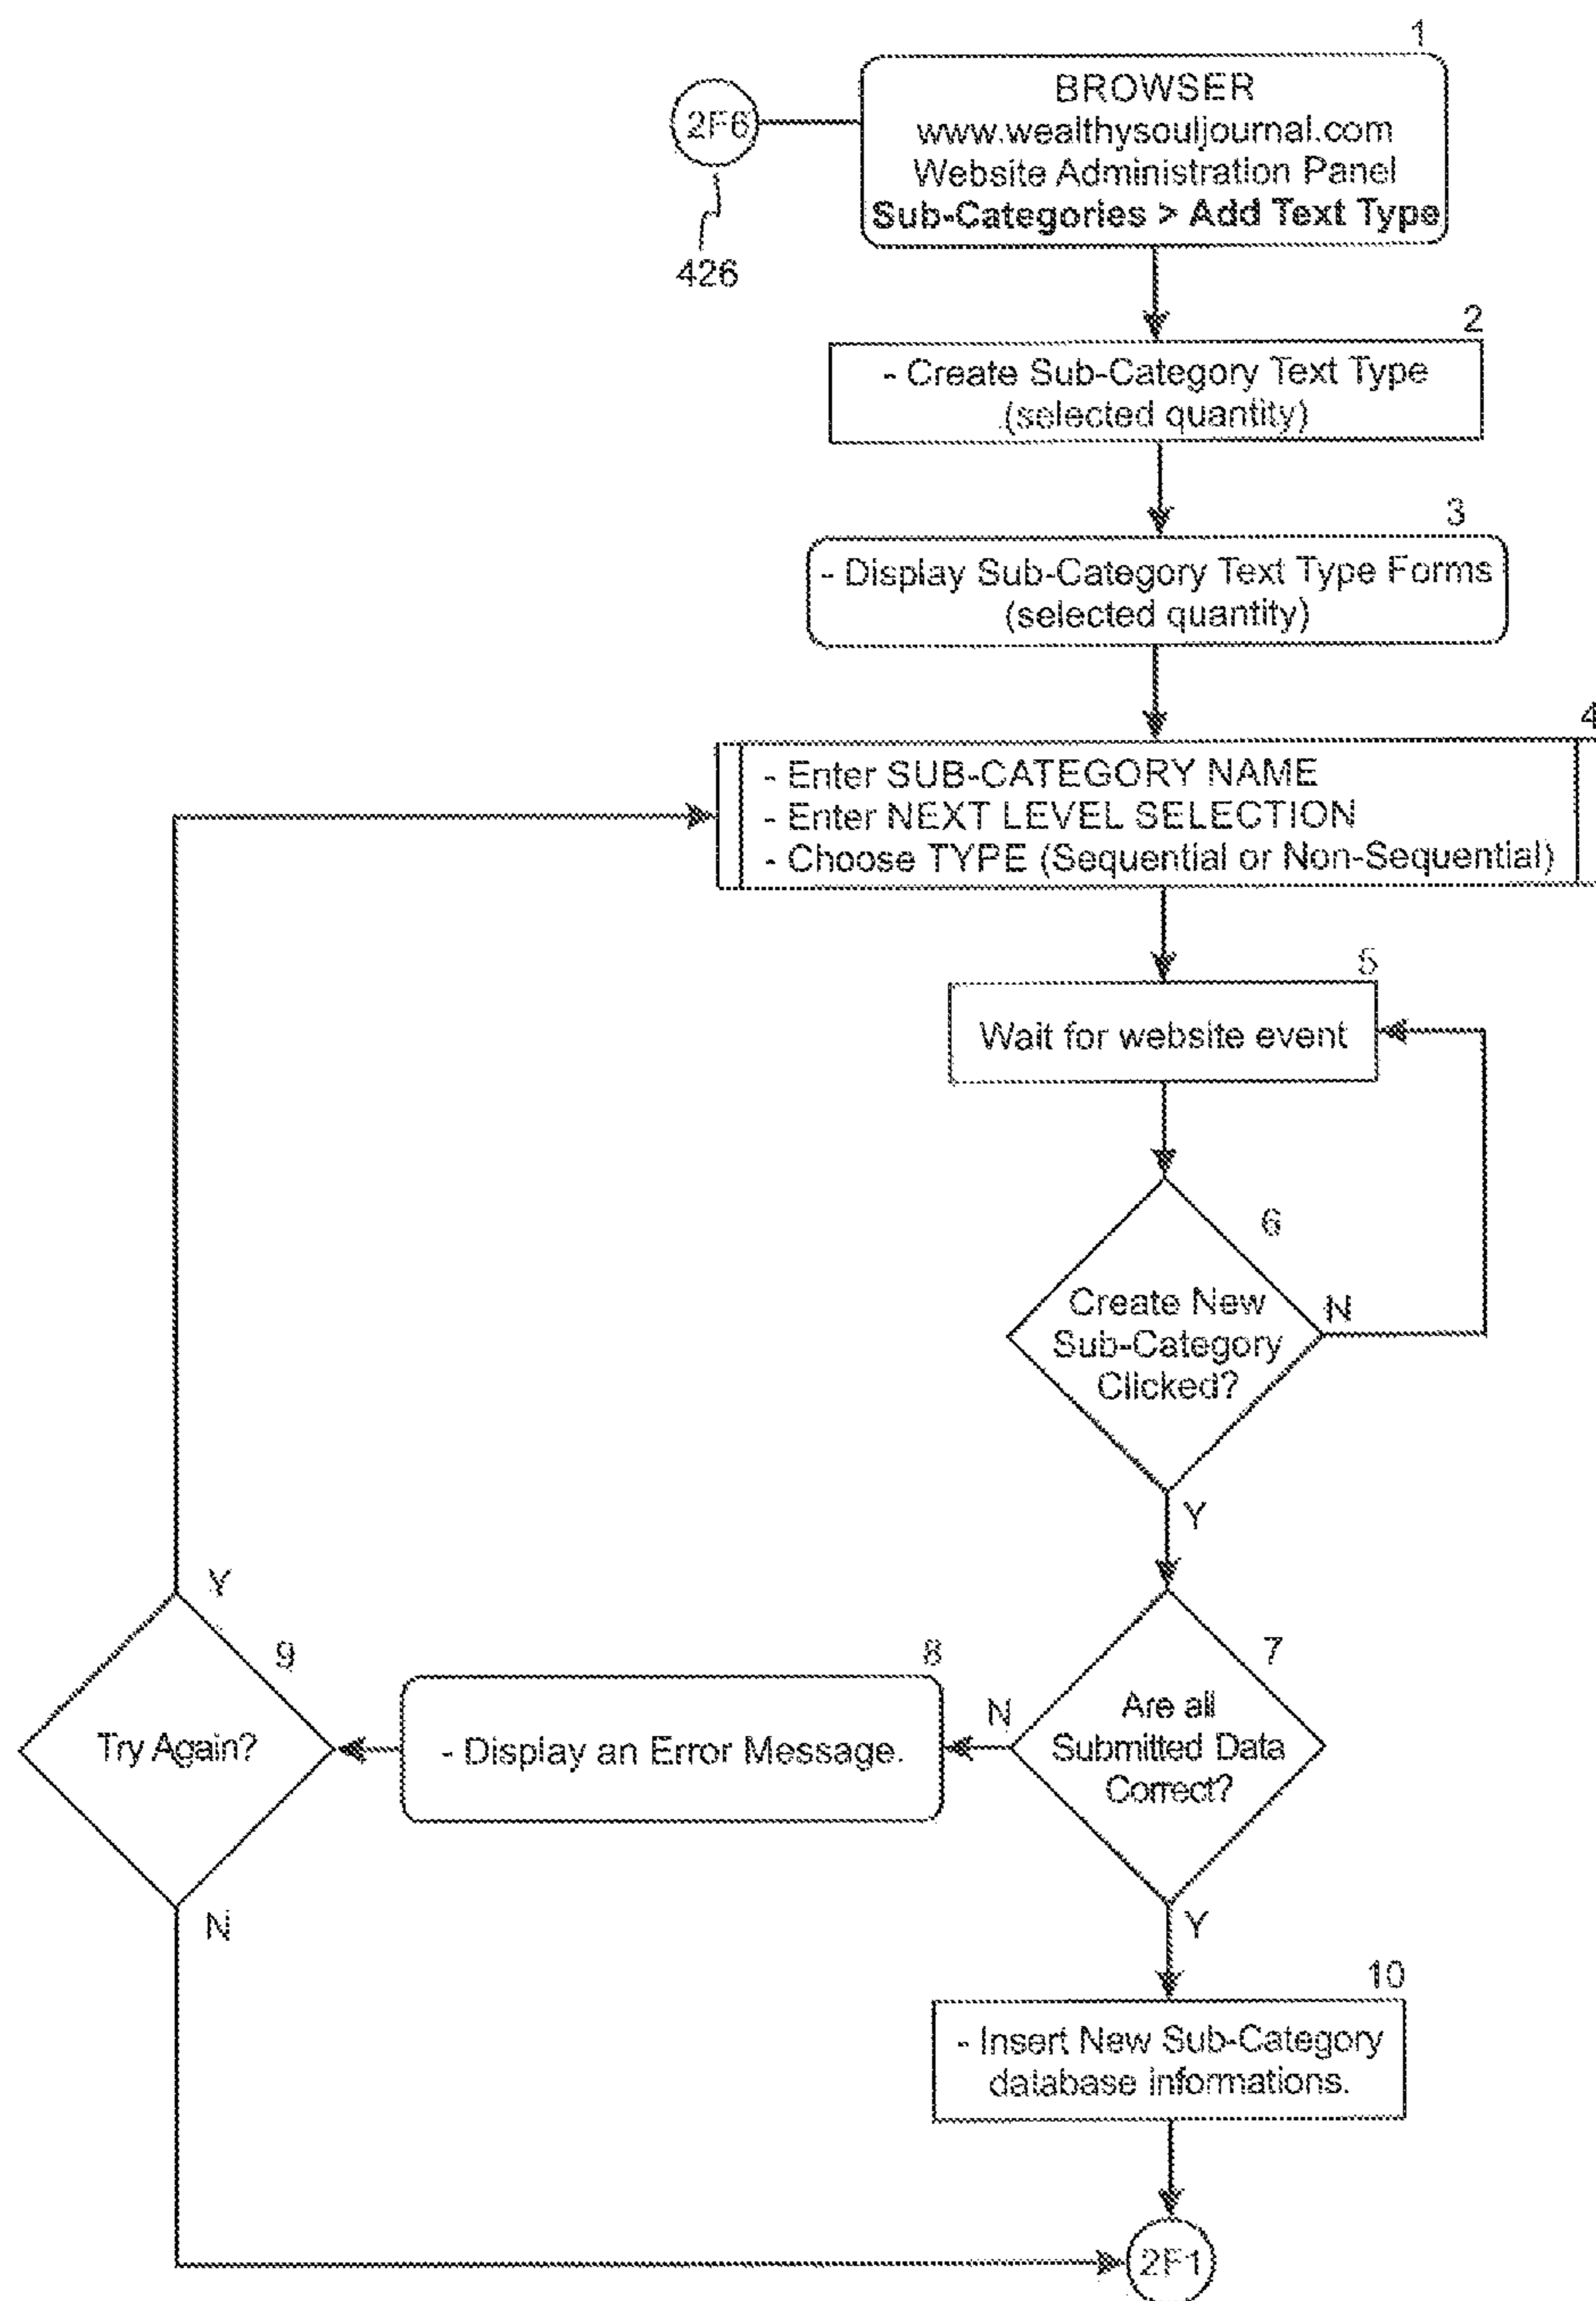 1
BROWSER
2F6
www.wealthysouljournal.com
Website Administration Panel
Sub-Categories > Add Text Type
426
2
- Create Sub-Category Text Type
(selected quantity)
3
- Display Sub-Category Text Type Forms
(selected quantity)
4
- Enter SUB-CATEGORY NAME
- Enter NEXT LEVEL SELECTION
- Choose TYPE (Sequential or Non-Sequential)
5
Wait for website event
6
Create New
Sub-Category
Clicked?
N
Y
7
Are all
Submitted Data
Correct?
N
Y
8
- Display an Error Message.
9
Try Again?
Y
N
10
- Insert New Sub-Category
database informations.
2F1